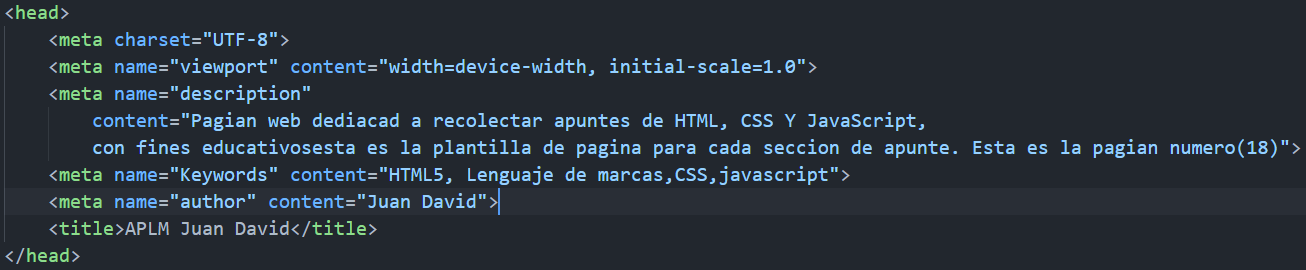 <head>
<meta charset="UTF-8">
<meta name="viewport" content="width=device-width, initial-scale=1.0">
<meta name="description"
content="Pagian web dediacad a recolectar apuntes de HTML, CSS Y JavaScript,
con fines educativosesta es la plantilla de pagina para cada seccion de apunte. Esta es la pagian numero(18)">
<meta name="Keywords" content="HTML5, Lenguaje de marcas,CSS,javascript">
<meta name="author" content="Juan David">
<title>APLM Juan David</title>
</head>